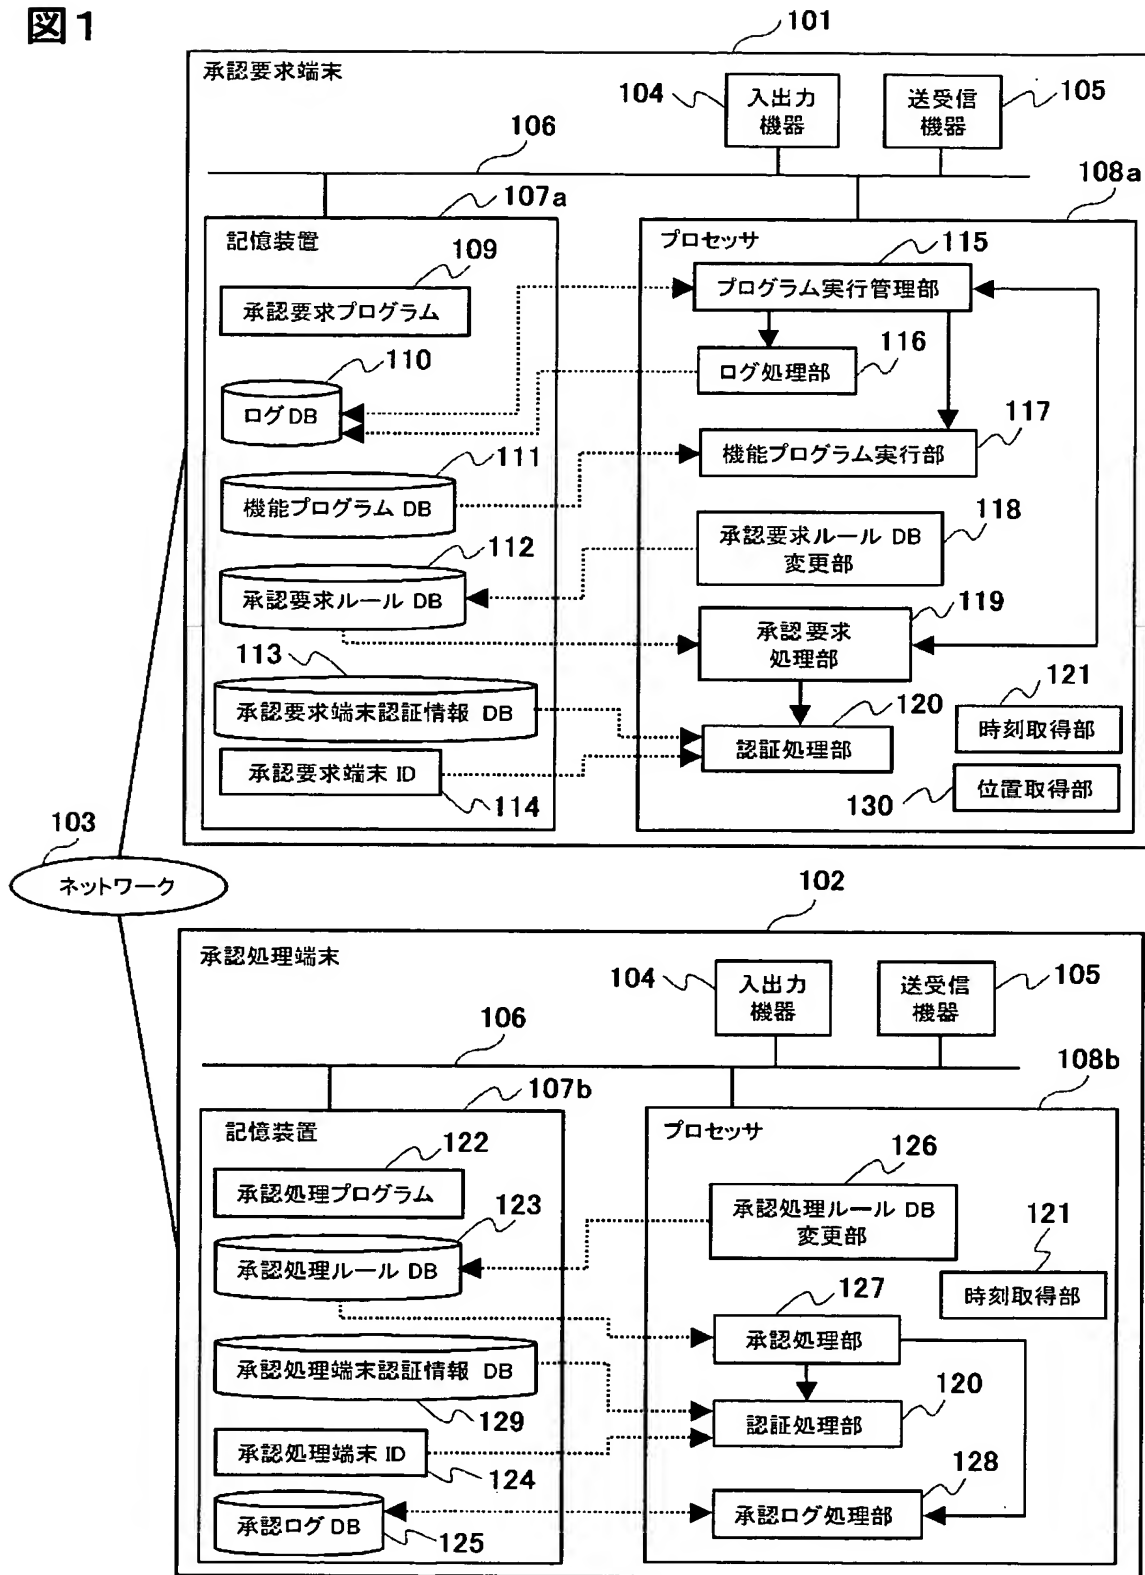 図1
101
承認要求端末
104
入出力
機器
送受信
機器
105
106
107a
108a
記憶装置
109
承認要求プログラム
110
ログ DB
111
機能プログラム DB
112
承認要求ルール DB
113
承認要求端末認証情報 DB
承認要求端末 ID
114
プロセッサ
115
プログラム実行管理部
116
ログ処理部
117
機能プログラム実行部
118
承認要求ルール DB
変更部
119
承認要求
処理部
120
認証処理部
121
時刻取得部
130
位置取得部
103
ネットワーク
102
承認処理端末
104
入出力
機器
送受信
機器
105
106
107b
108b
記憶装置
122
承認処理プログラム
123
承認処理ルール DB
承認処理端末認証情報 DB
129
承認処理端末 ID
124
承認ログ DB
125
プロセッサ
126
承認処理ルール DB
変更部
121
時刻取得部
127
承認処理部
120
認証処理部
128
承認ログ処理部